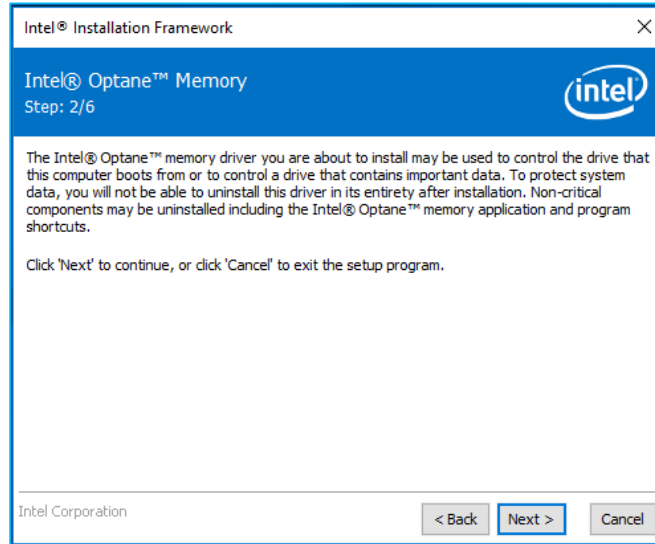 Intel® Installation Framework
Intel® Optane™ Memory
Step: 2/6
intel
The Intel® Optane™ memory driver you are about to install may be used to control the drive that
this computer boots from or to control a drive that contains important data. To protect system
data, you will not be able to uninstall this driver in its entirety after installation. Non-critical
components may be uninstalled including the Intel® Optane™ memory application and program
shortcuts.
Click 'Next' to continue, or click 'Cancel' to exit the setup program.
Intel Corporation
< Back Next > Cancel